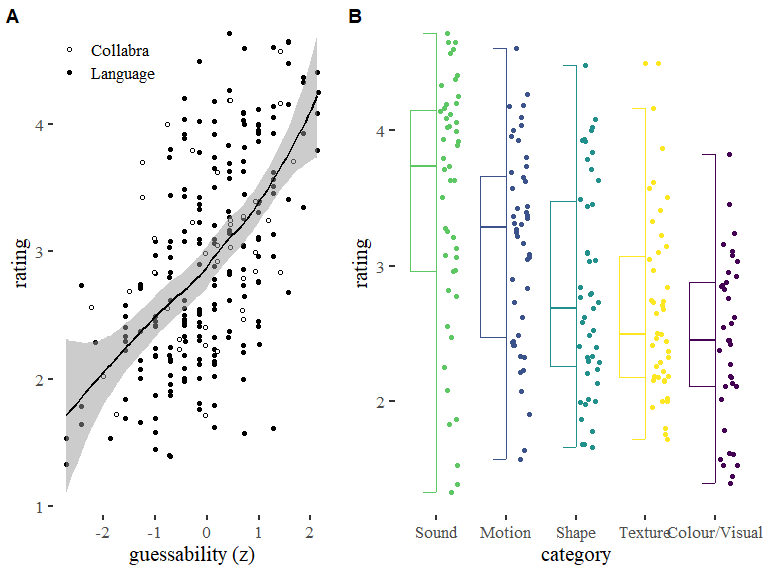 A
Collabra
Language
4
3
2
1
rating
-2 -1 0 1 2
guessability (z)
B
4
3
2
rating
Sound Motion Shape Texture Colour/Visual
category